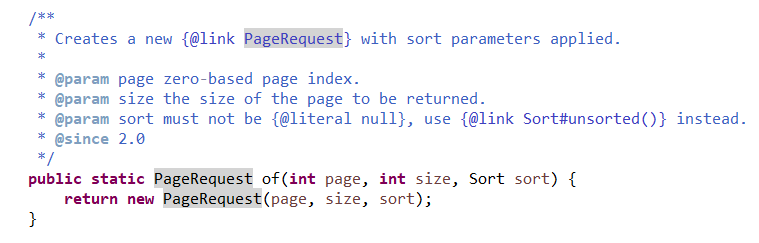 /**
 * Creates a new {@link PageRequest} with sort parameters applied.
 *
 * @param page zero-based page index.
 * @param size the size of the page to be returned.
 * @param sort must not be {@literal null}, use {@link Sort#unsorted()} instead.
 * @since 2.0
 */
public static PageRequest of(int page, int size, Sort sort) {
    return new PageRequest(page, size, sort);
}